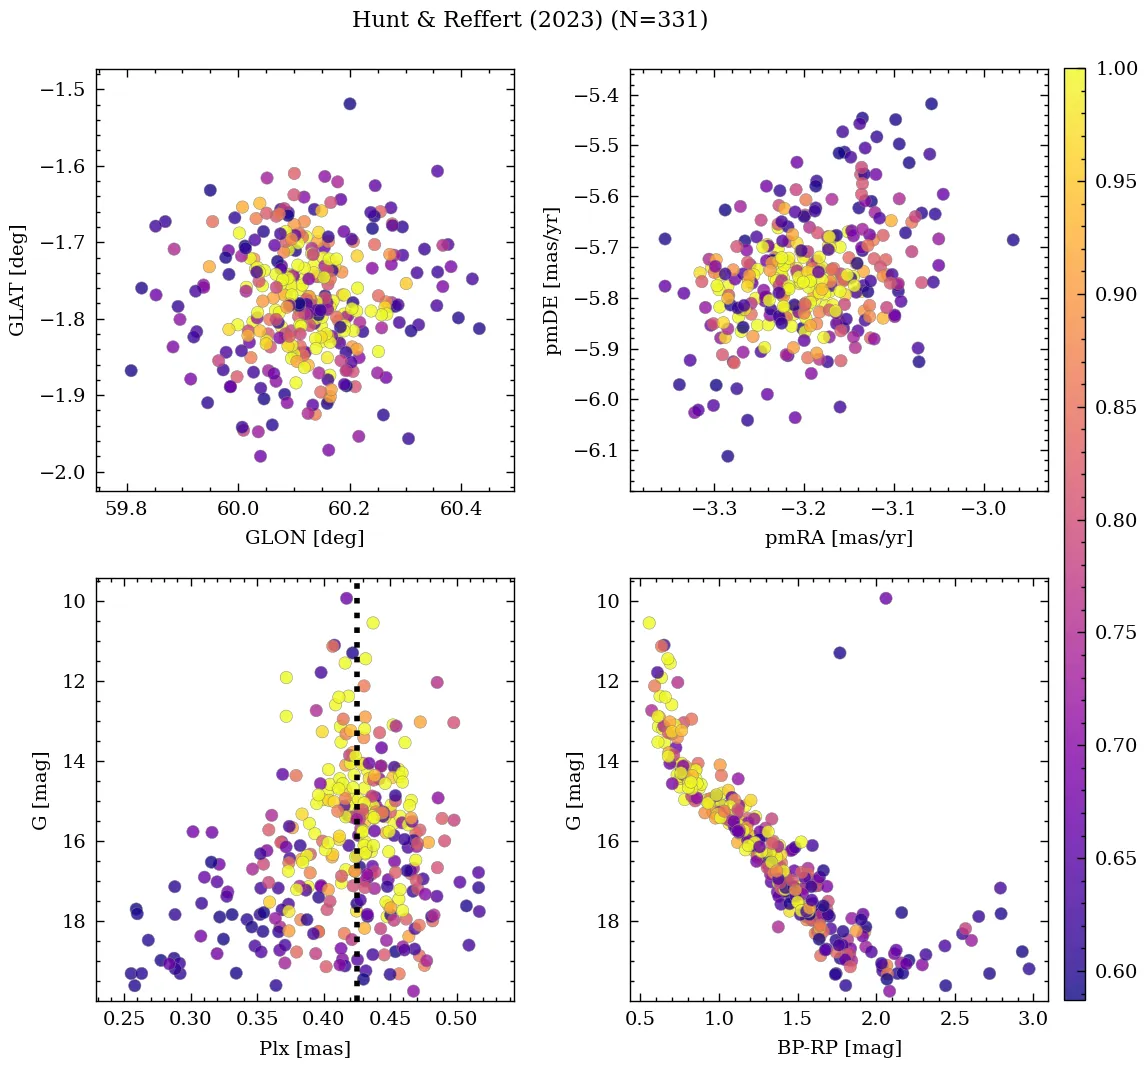 Hunt & Reffert (2023) (N=331)
−1.5
−1.6
−1.7
−1.8
−1.9
−2.0
GLAT [deg]
59.8 60.0 60.2 60.4
GLON [deg]
−5.4
−5.5
−5.6
−5.7
−5.8
−5.9
−6.0
−6.1
pmDE [mas/yr]
−3.3 −3.2 −3.1 −3.0
pmRA [mas/yr]
10
12
14
16
18
G [mag]
0.25 0.30 0.35 0.40 0.45 0.50
Plx [mas]
10
12
14
16
18
G [mag]
0.5 1.0 1.5 2.0 2.5 3.0
BP-RP [mag]
1.00
0.95
0.90
0.85
0.80
0.75
0.70
0.65
0.60